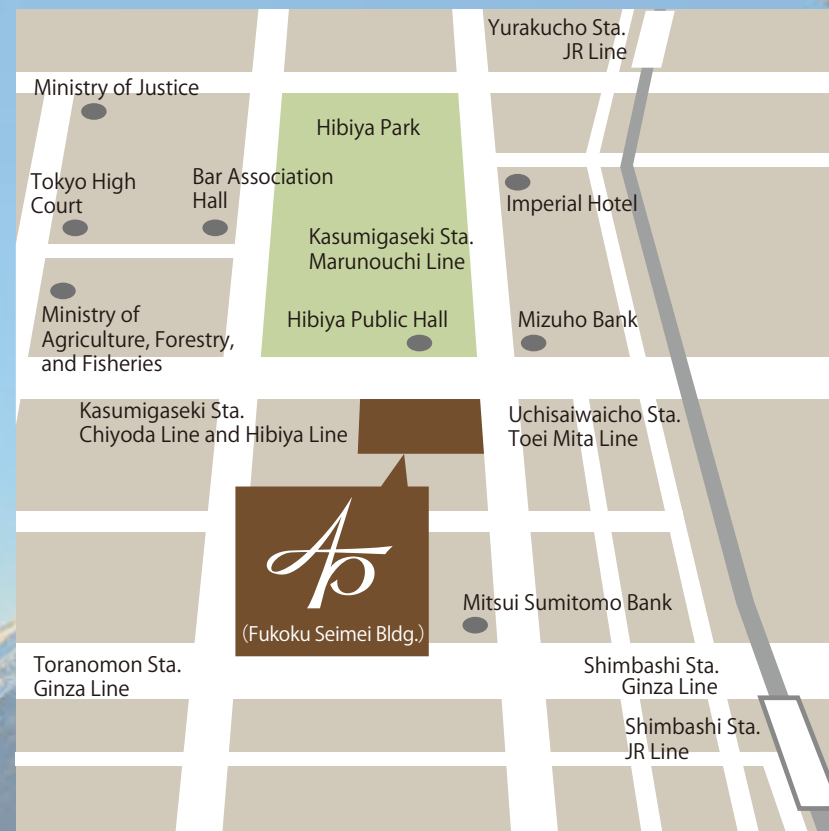 Yurakucho Sta.
JR Line
Ministry of Justice
Hibiya Park
Tokyo High
Court
Bar Association
Hall
Imperial Hotel
Kasumigaseki Sta.
Marunouchi Line
Ministry of
Agriculture, Forestry,
and Fisheries
Hibiya Public Hall
Mizuho Bank
Kasumigaseki Sta.
Chiyoda Line and Hibiya Line
Uchisaiwaicho Sta.
Toei Mita Line
AP
(Fukoku Seimei Bldg.)
Mitsui Sumitomo Bank
Toranomon Sta.
Ginza Line
Shimbashi Sta.
Ginza Line
Shimbashi Sta.
JR Line